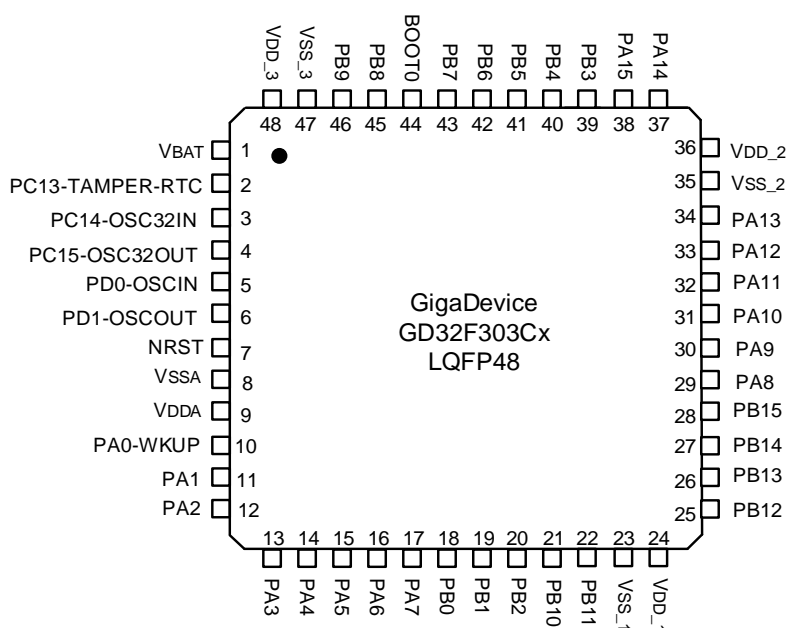 VDD_3
VSS_3
PB9
PB8
BOOT0
PB7
PB6
PB5
PB4
PB3
PA15
PA14
48
47
46
45
44
43
42
41
40
39
38
37
VBAT
1
PC13-TAMPER-RTC
2
PC14-OSC32IN
3
PC15-OSC32OUT
4
PD0-OSCIN
5
PD1-OSCOUT
6
NRST
7
VSSA
8
VDDA
9
PA0-WKUP
10
PA1
11
PA2
12
GigaDevice
GD32F303Cx
LQFP48
36
VDD_2
35
VSS_2
34
PA13
33
PA12
32
PA11
31
PA10
30
PA9
29
PA8
28
PB15
27
PB14
26
PB13
25
PB12
13
14
15
16
17
18
19
20
21
22
23
24
PA3
PA4
PA5
PA6
PA7
PB0
PB1
PB2
PB10
PB11
VSS_1